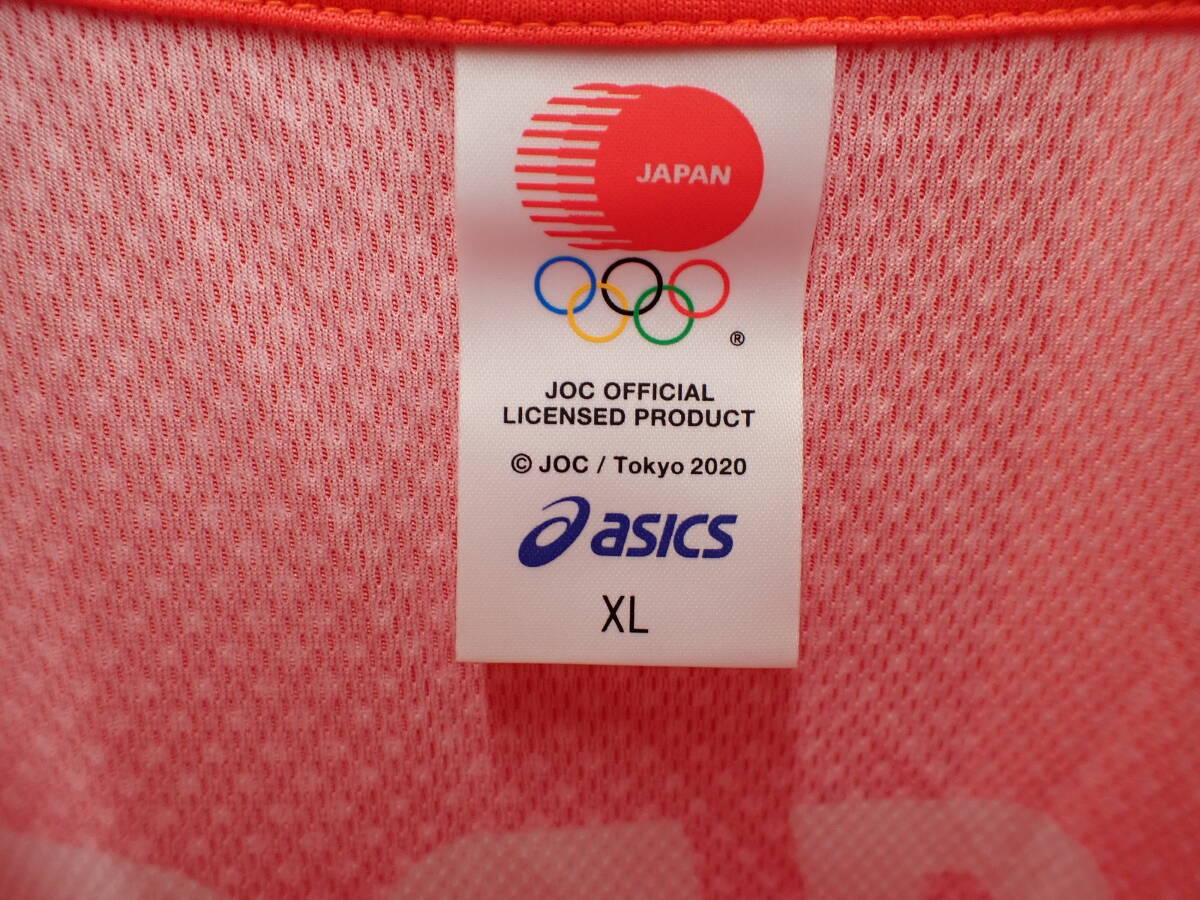 JAPAN
®
JOC OFFICIAL
LICENSED PRODUCT
© JOC / Tokyo 2020
asics
XL